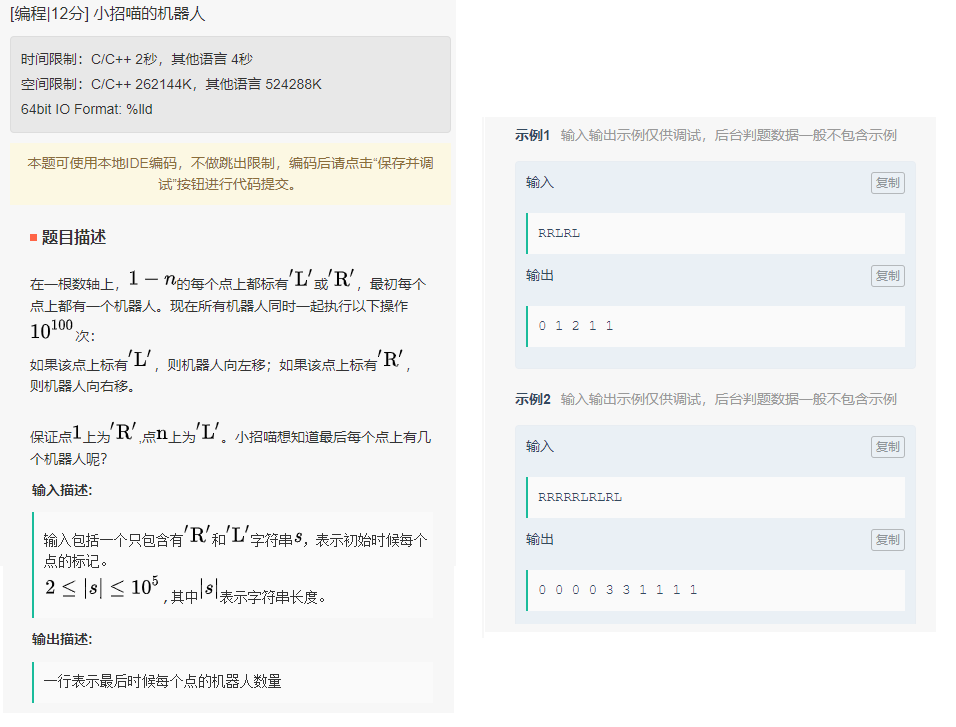 [编程|12分] 小招喵的机器人
时间限制：C/C++ 2秒，其他语言 4秒
空间限制：C/C++ 262144K，其他语言 524288K
64bit IO Format: %lld
本题可使用本地IDE编码，不做跳出限制，编码后请点击“保存并调
试”按钮进行代码提交。
题目描述
在一根数轴上，1 − n的每个点上都标有'L'或'R'，最初每个
点上都有一个机器人。现在所有机器人同时一起执行以下操作
10^100次：
如果该点上标有'L'，则机器人向左移；如果该点上标有'R'，
则机器人向右移。
保证点1上为'R',点n上为'L'。小招喵想知道最后每个点上有几
个机器人呢？
输入描述:
输入包括一个只包含有'R'和'L'字符串s，表示初始时候每个
点的标记。
2 ≤ |s| ≤ 10^5，其中|s|表示字符串长度。
输出描述:
一行表示最后时候每个点的机器人数量
示例1 输入输出示例仅供调试，后台判题数据一般不包含示例
输入 复制
RRLRL
输出 复制
0 1 2 1 1
示例2 输入输出示例仅供调试，后台判题数据一般不包含示例
输入 复制
RRRRRLRLRL
输出 复制
0 0 0 0 3 3 1 1 1 1